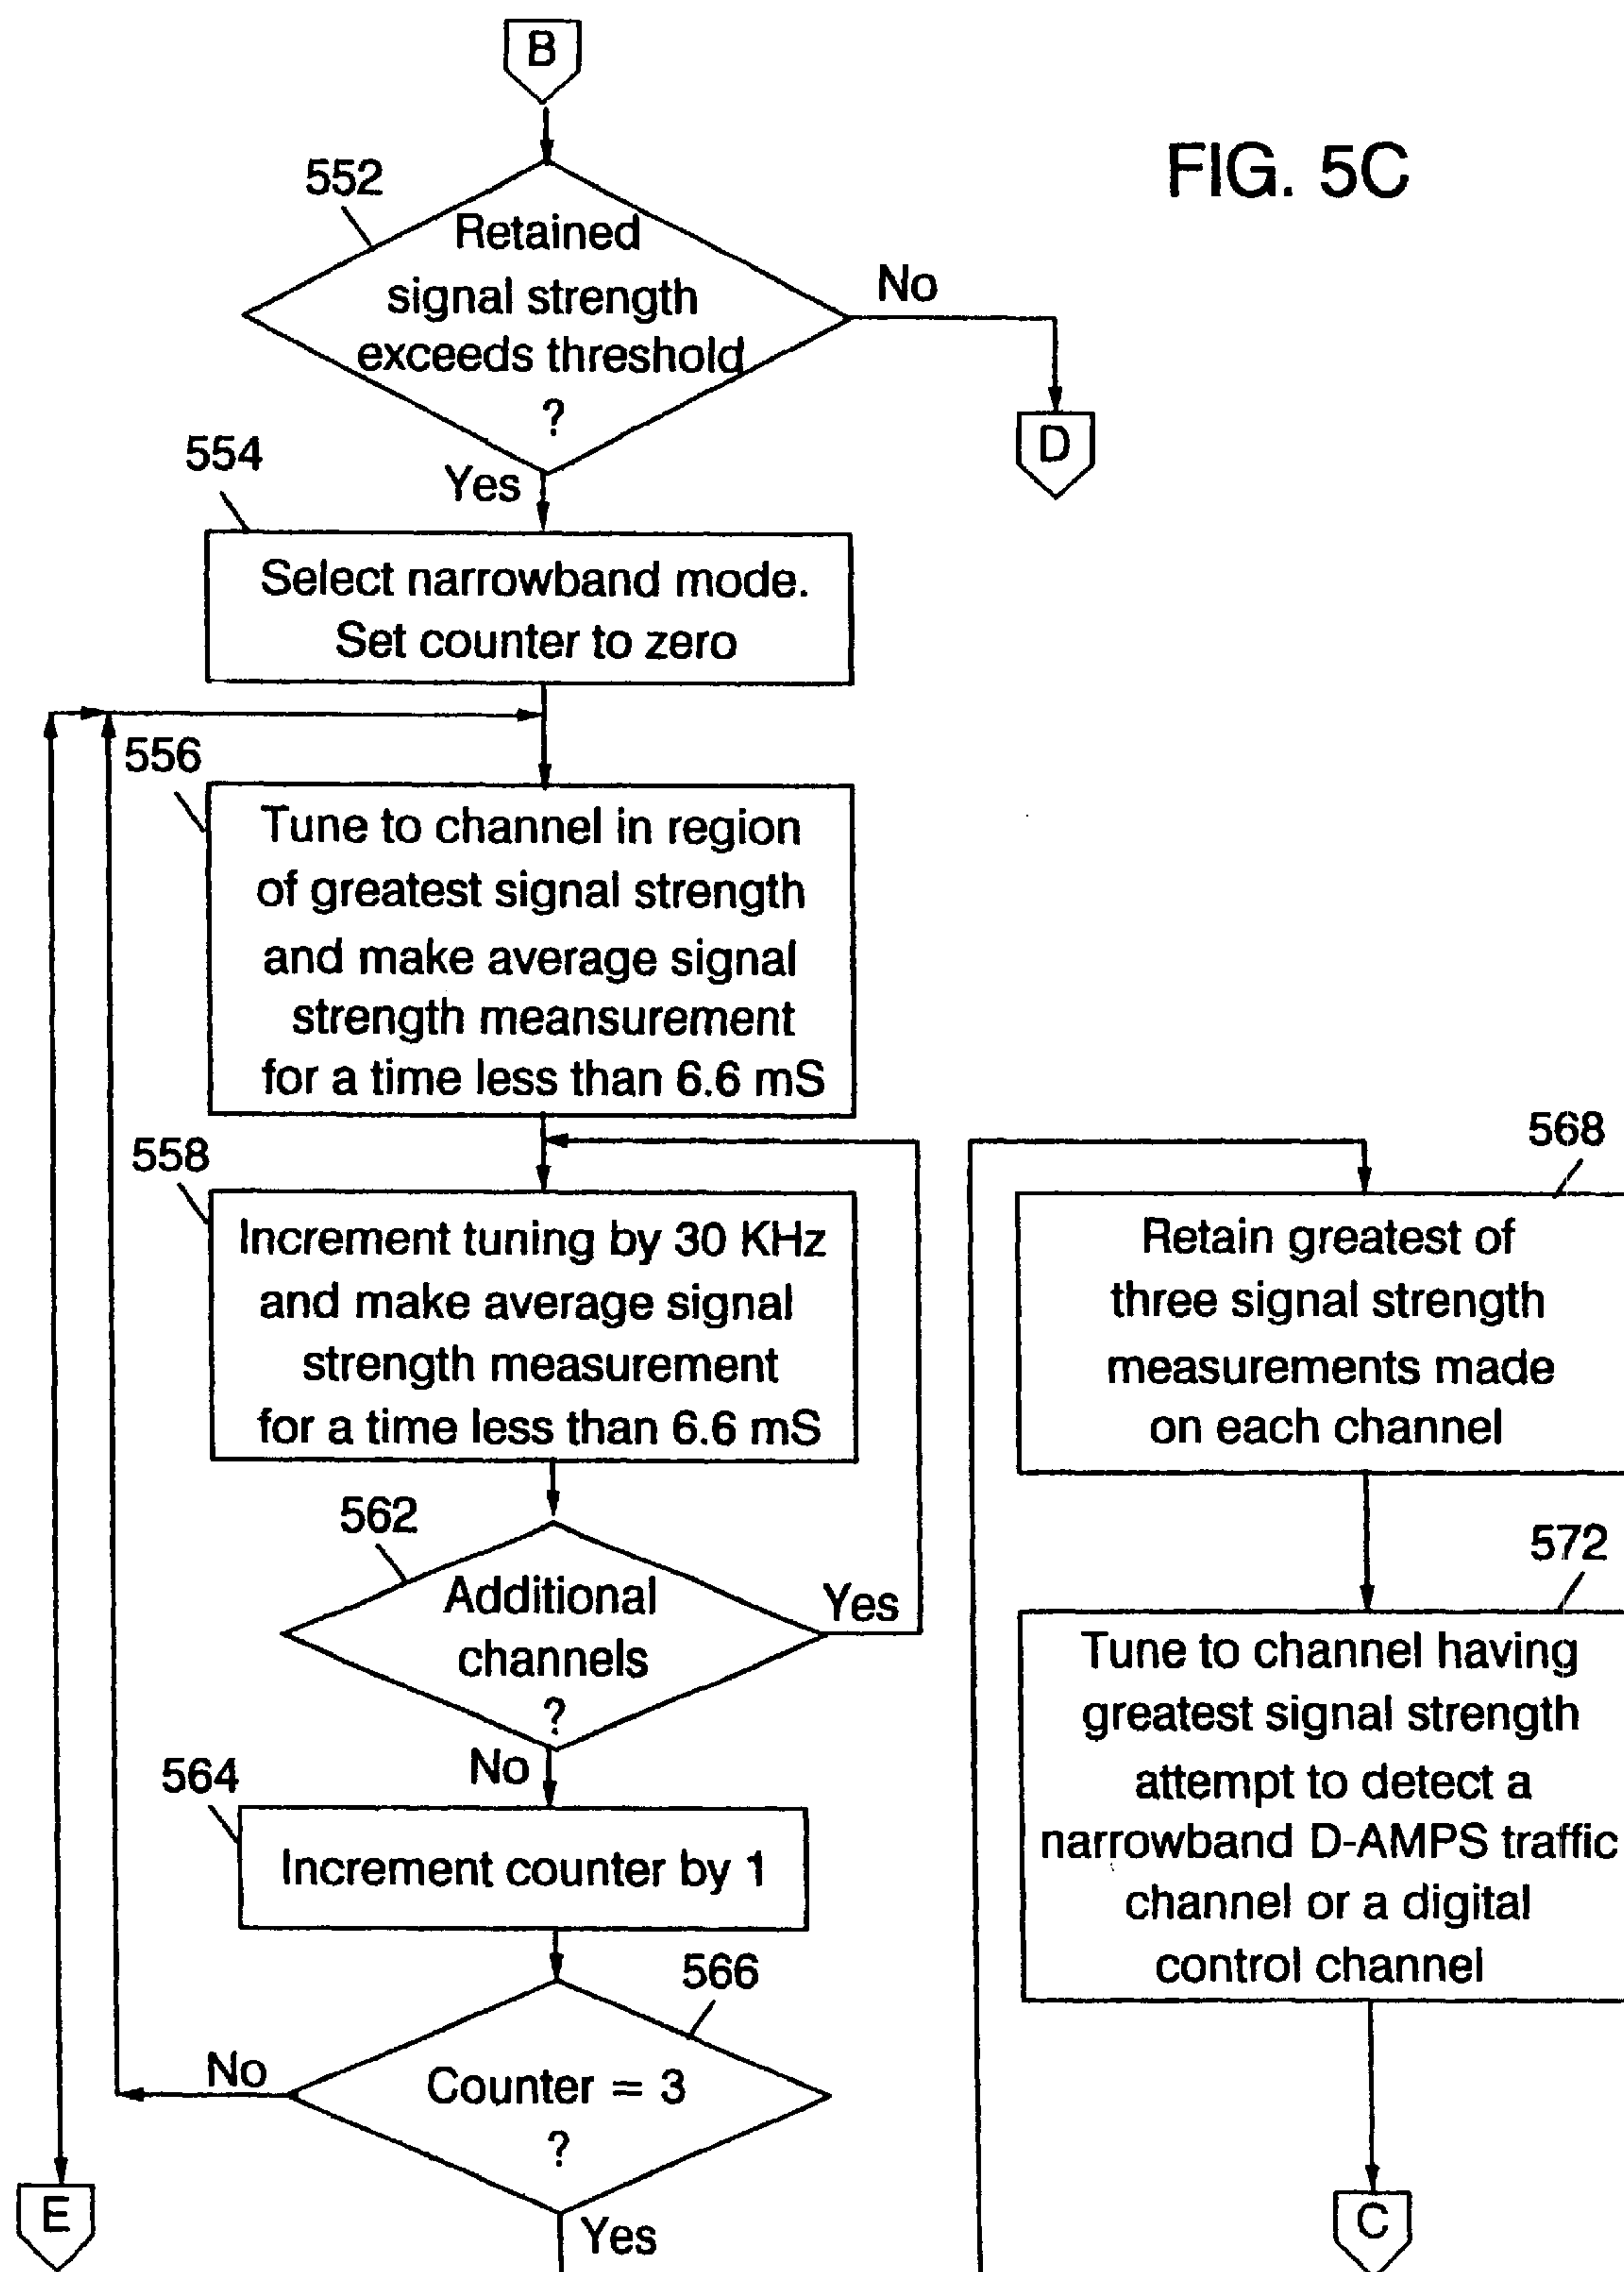 B
FIG. 5C
552
Retained
signal strength
exceeds threshold
?
No
D
Yes
554
Select narrowband mode.
Set counter to zero
556
Tune to channel in region
of greatest signal strength
and make average signal
strength meansurement
for a time less than 6.6 mS
558
Increment tuning by 30 KHz
and make average signal
strength measurement
for a time less than 6.6 mS
562
Additional
channels
?
Yes
No
564
Increment counter by 1
566
Counter = 3
?
No
Yes
E
568
Retain greatest of
three signal strength
measurements made
on each channel
572
Tune to channel having
greatest signal strength
attempt to detect a
narrowband D-AMPS traffic
channel or a digital
control channel
C